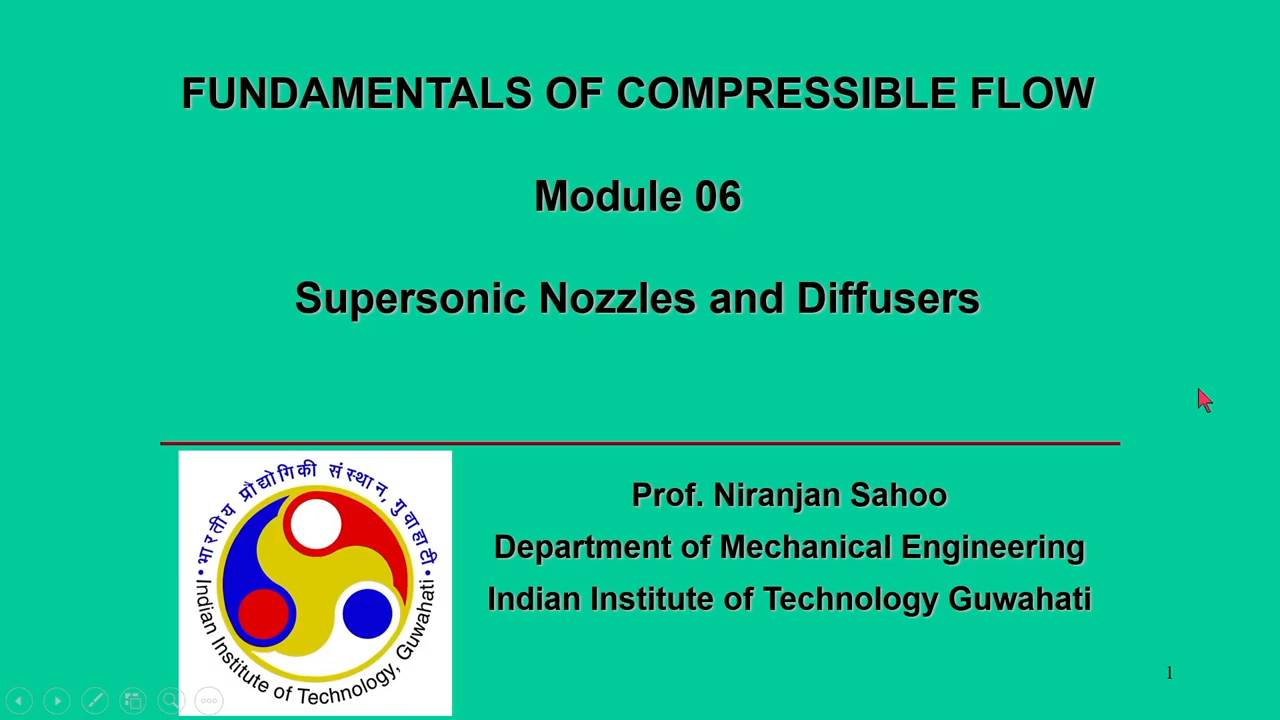 FUNDAMENTALS OF COMPRESSIBLE FLOW
Module 06
Supersonic Nozzles and Diffusers
भारतीय प्रौद्योगिकी संस्थान, गुवाहाटी
Indian Institute of Technology, Guwahati
Prof. Niranjan Sahoo
Department of Mechanical Engineering
Indian Institute of Technology Guwahati
1